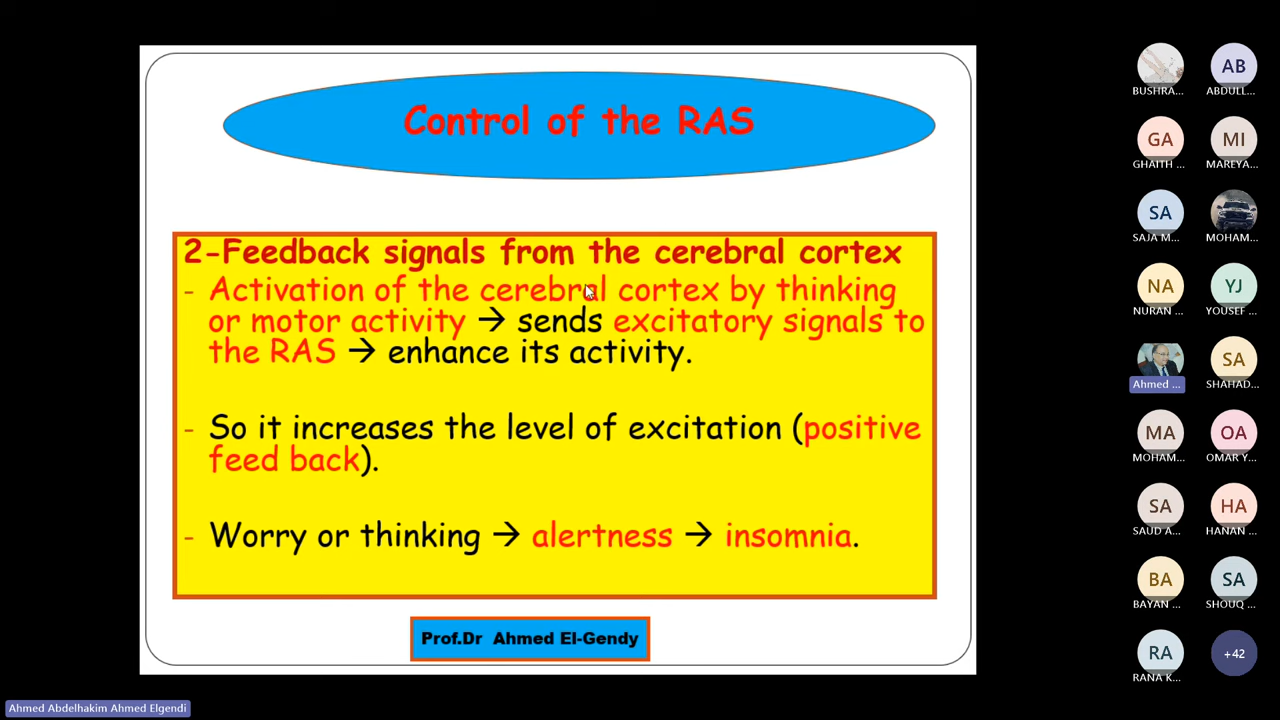 Control of the RAS
2-Feedback signals from the cerebral cortex
- Activation of the cerebral cortex by thinking
or motor activity → sends excitatory signals to
the RAS → enhance its activity.
- So it increases the level of excitation (positive
feed back).
- Worry or thinking → alertness → insomnia.
Prof.Dr Ahmed El-Gendy
Ahmed Abdelhakim Ahmed Elgendi
BUSHRA...
AB
ABDULL...
GA
GHAITH ...
MI
MAREYA...
SA
SAJA M...
MOHAM...
NA
NURAN ...
YJ
YOUSEF ...
Ahmed ...
SA
SHAHAD...
MA
MOHAM...
OA
OMAR Y...
SA
SAUD A...
HA
HANAN ...
BA
BAYAN ...
SA
SHOUQ ...
RA
RANA K...
+42